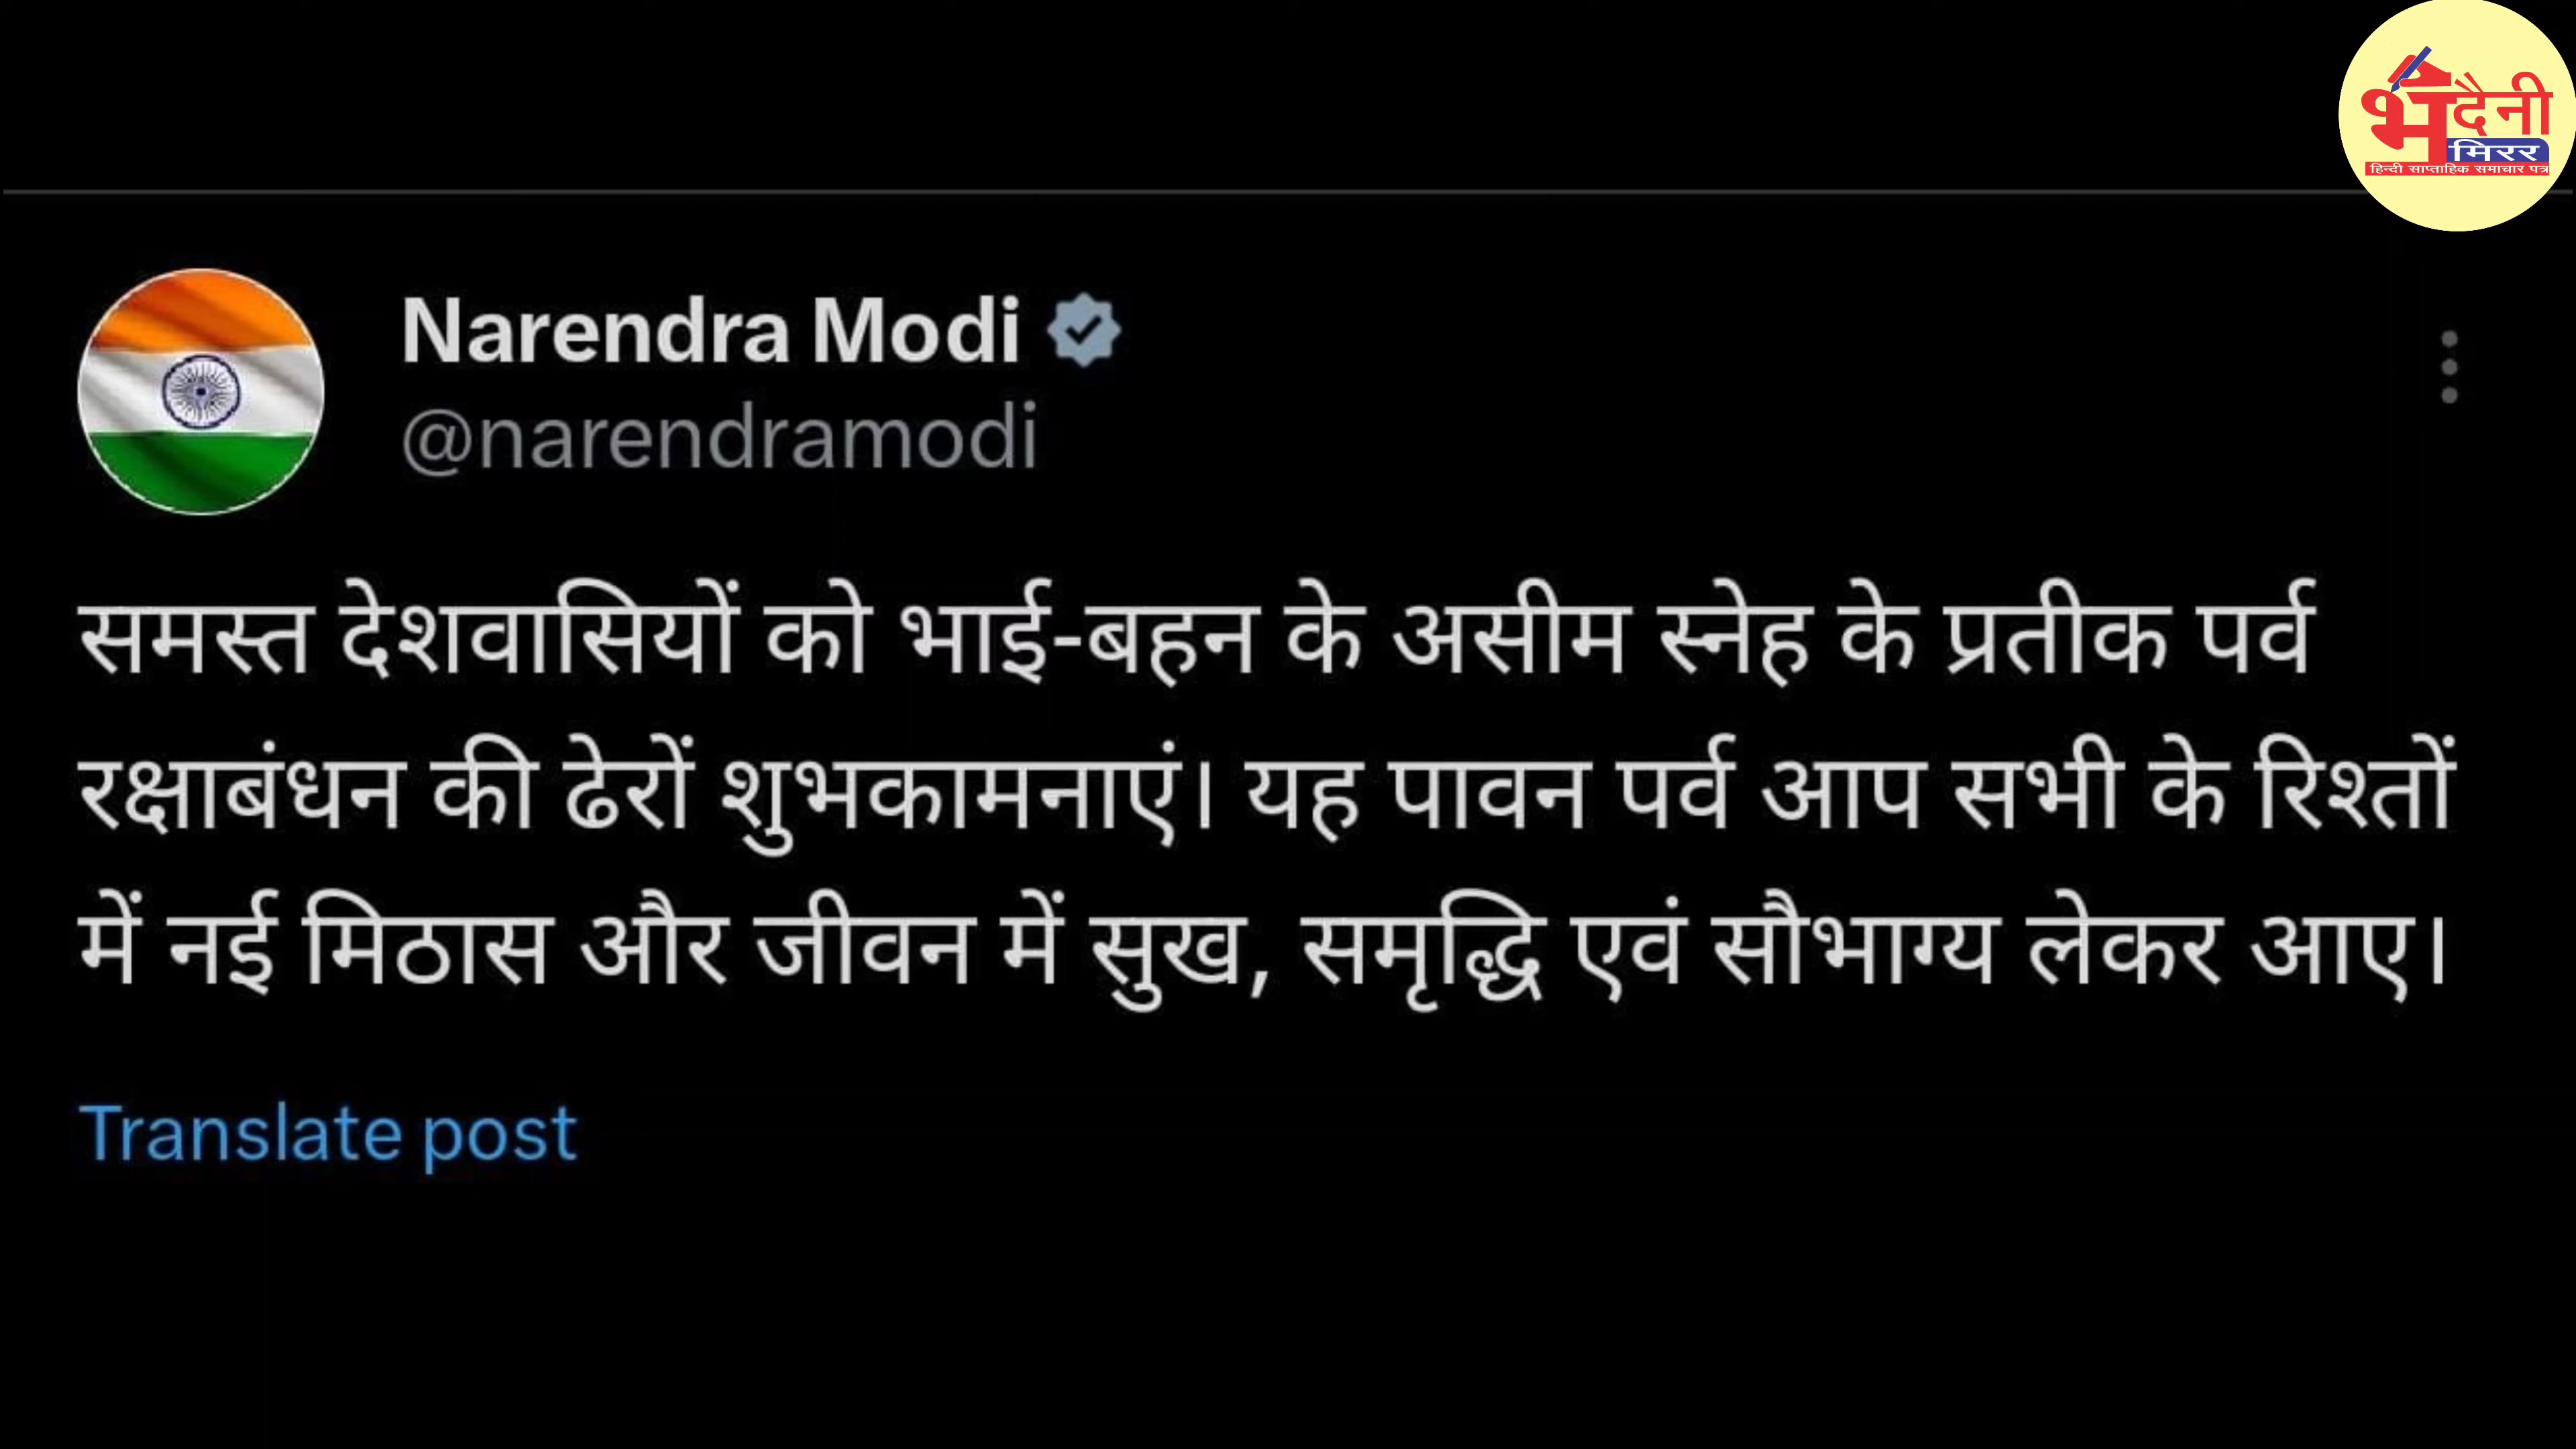 भदैनी
मिरर
हिन्दी साप्ताहिक समाचार पत्र
Narendra Modi
@narendramodi
समस्त देशवासियों को भाई-बहन के असीम स्नेह के प्रतीक पर्व
रक्षाबंधन की ढेरों शुभकामनाएं। यह पावन पर्व आप सभी के रिश्तों
में नई मिठास और जीवन में सुख, समृद्धि एवं सौभाग्य लेकर आए।
Translate post